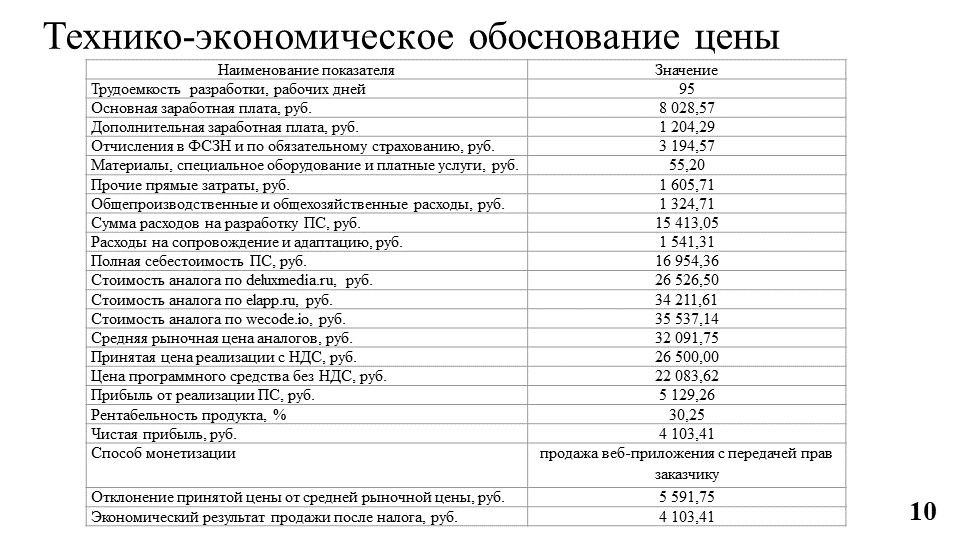 Технико-экономическое обоснование цены
Наименование показателя Значение
Трудоемкость разработки, рабочих дней 95
Основная заработная плата, руб. 8 028,57
Дополнительная заработная плата, руб. 1 204,29
Отчисления в ФСЗН и по обязательному страхованию, руб. 3 194,57
Материалы, специальное оборудование и платные услуги, руб. 55,20
Прочие прямые затраты, руб. 1 605,71
Общепроизводственные и общехозяйственные расходы, руб. 1 324,71
Сумма расходов на разработку ПС, руб. 15 413,05
Расходы на сопровождение и адаптацию, руб. 1 541,31
Полная себестоимость ПС, руб. 16 954,36
Стоимость аналога по deluxmedia.ru, руб. 26 526,50
Стоимость аналога по elapp.ru, руб. 34 211,61
Стоимость аналога по wecode.io, руб. 35 537,14
Средняя рыночная цена аналогов, руб. 32 091,75
Принятая цена реализации с НДС, руб. 26 500,00
Цена программного средства без НДС, руб. 22 083,62
Прибыль от реализации ПС, руб. 5 129,26
Рентабельность продукта, % 30,25
Чистая прибыль, руб. 4 103,41
Способ монетизации продажа веб-приложения с передачей прав
заказчику
Отклонение принятой цены от средней рыночной цены, руб. 5 591,75
Экономический результат продажи после налога, руб. 4 103,41
10